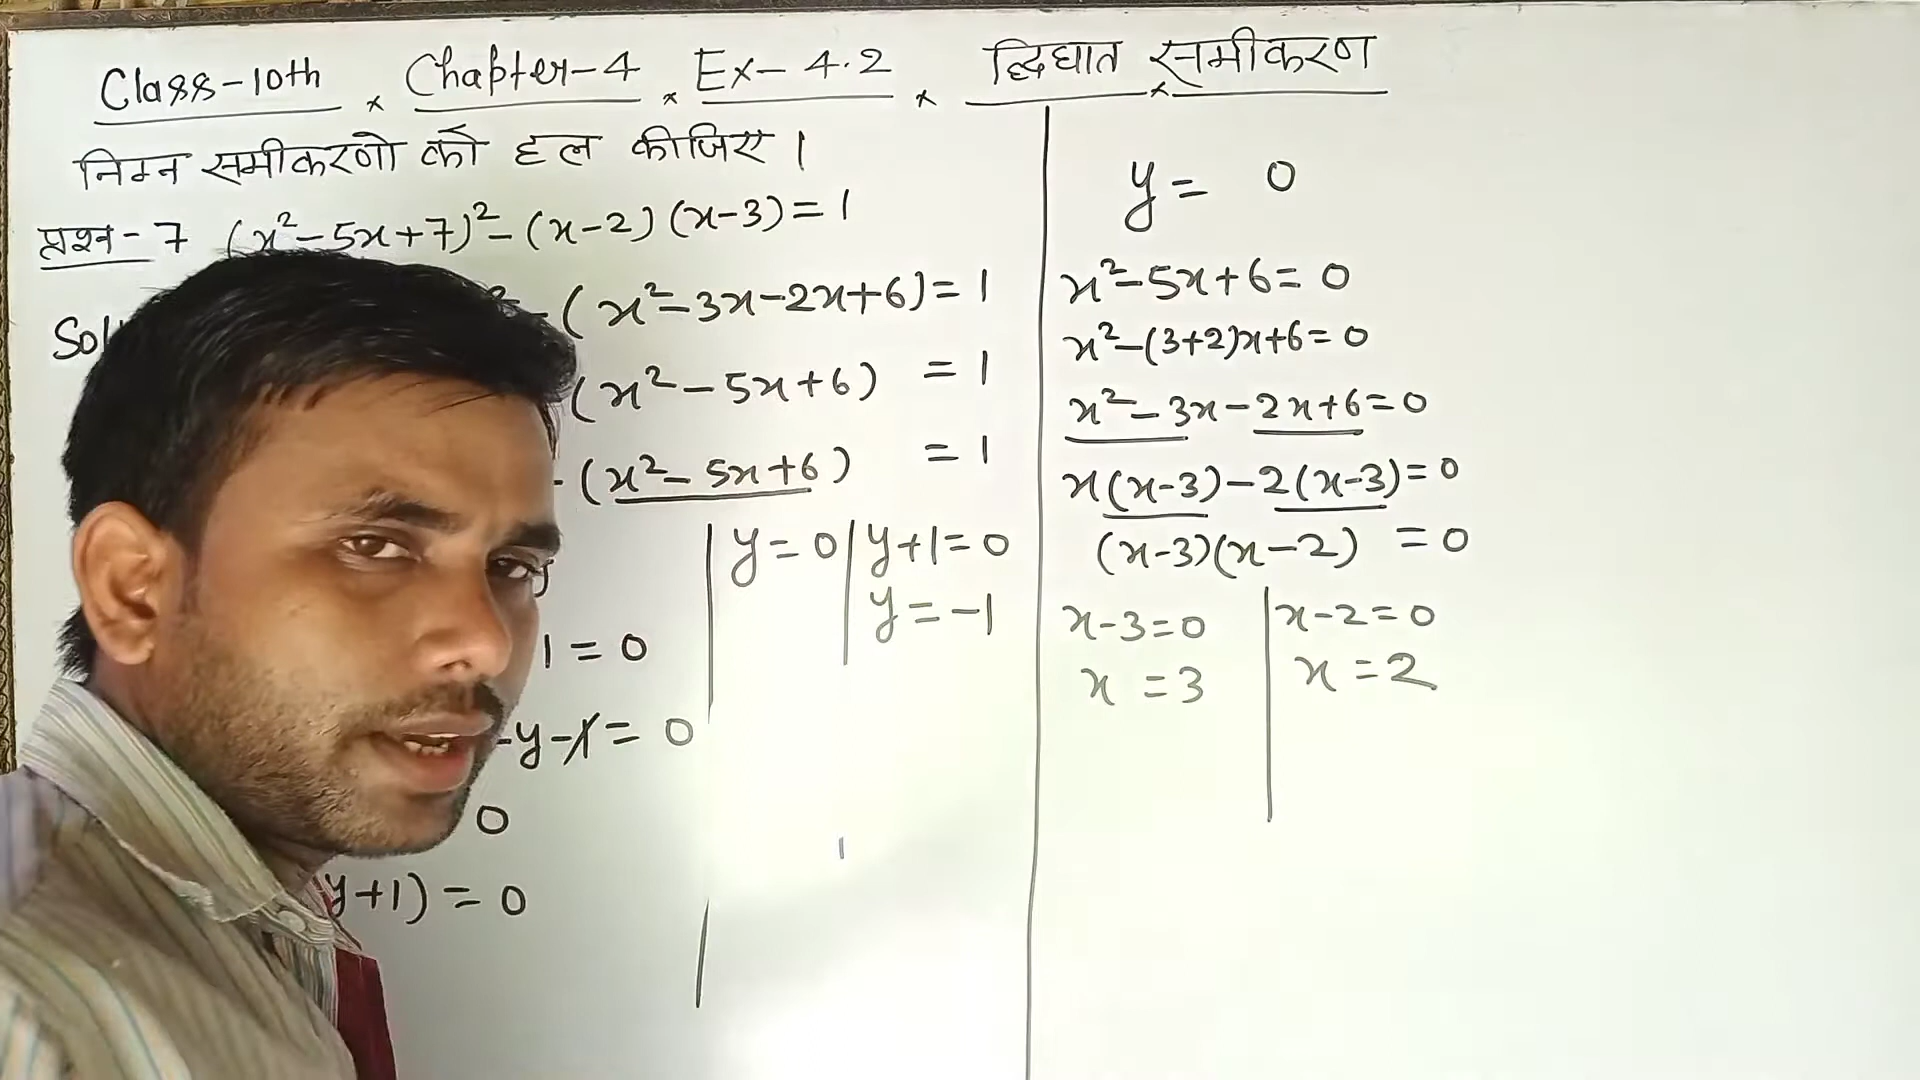 Class-10th × Chapter-4 × Ex-4.2 × द्विघात × समीकरण
निम्न समीकरणो को हल कीजिए।
प्रश्न-7 (x²-5x+7)²-(x-2)(x-3)=1
-(x²-3x-2x+6)=1
(x²-5x+6) =1
-(x²-5x+6) =1
1=0
-y-1=0
0
y+1)=0
y=0
y+1=0
y=-1
y= 0
x²-5x+6=0
x²-(3+2)x+6=0
x²-3x-2x+6=0
x(x-3)-2(x-3)=0
(x-3)(x-2) =0
x-3=0
x=3
x-2=0
x=2